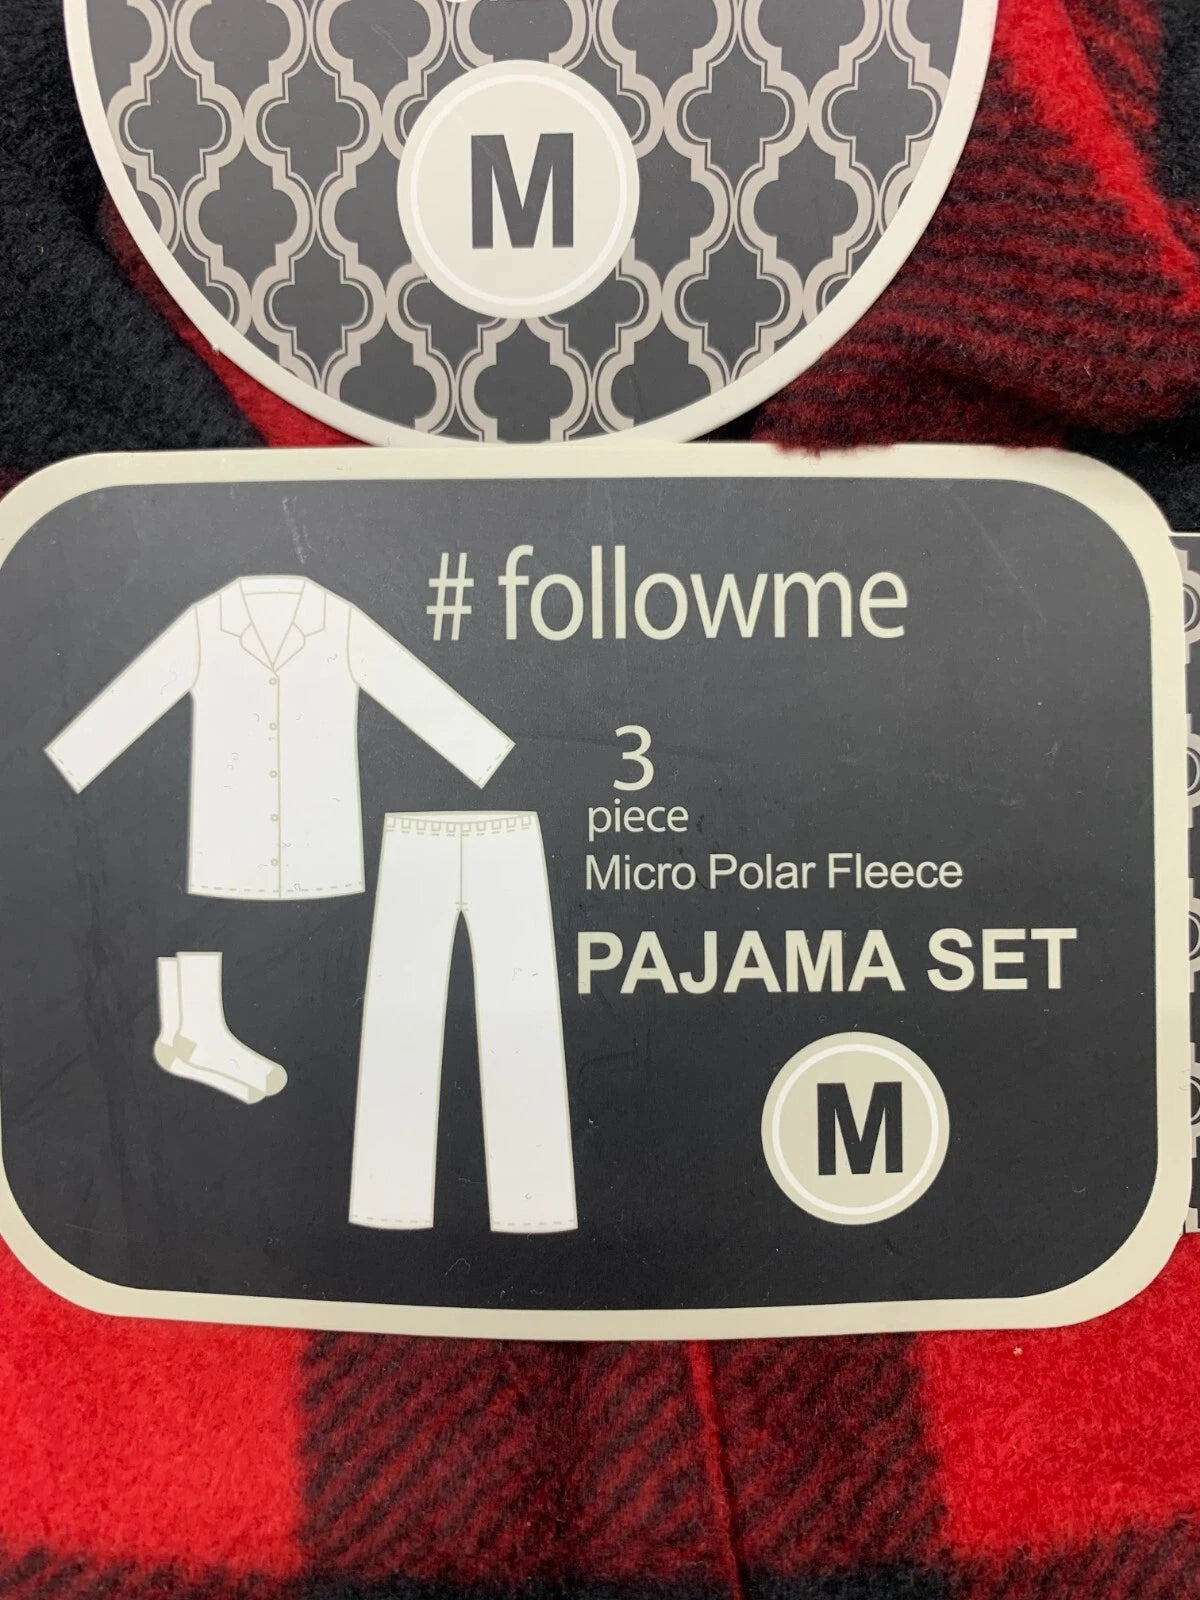 M
# followme
3
piece
Micro Polar Fleece
PAJAMA SET
M